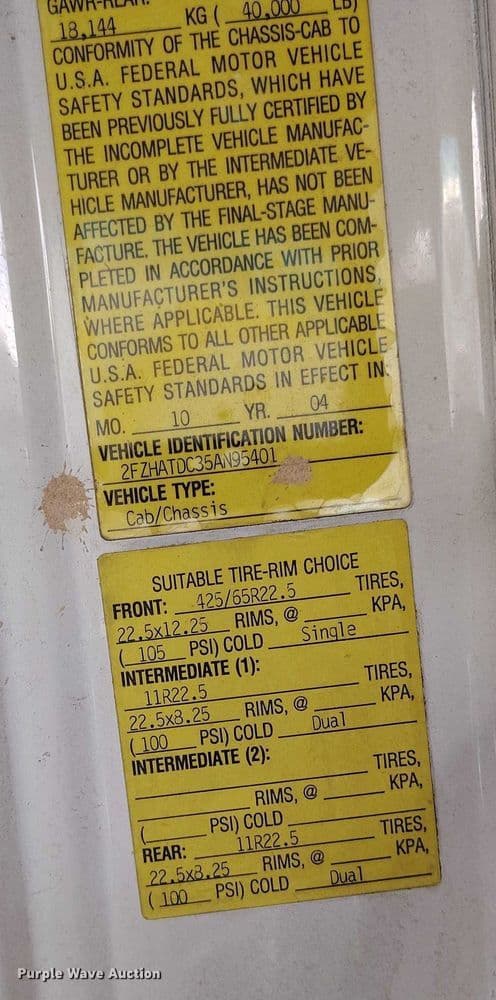 GAWR-REAR:
18,144 KG ( 40,000 LB)
CONFORMITY OF THE CHASSIS-CAB TO
U.S.A. FEDERAL MOTOR VEHICLE
SAFETY STANDARDS, WHICH HAVE
BEEN PREVIOUSLY FULLY CERTIFIED BY
THE INCOMPLETE VEHICLE MANUFAC-
TURER OR BY THE INTERMEDIATE VE-
HICLE MANUFACTURER, HAS NOT BEEN
AFFECTED BY THE FINAL-STAGE MANU-
FACTURE. THE VEHICLE HAS BEEN COM-
PLETED IN ACCORDANCE WITH PRIOR
MANUFACTURER'S INSTRUCTIONS,
WHERE APPLICABLE. THIS VEHICLE
CONFORMS TO ALL OTHER APPLICABLE
U.S.A. FEDERAL MOTOR VEHICLE
SAFETY STANDARDS IN EFFECT IN:
MO. 10 YR. 04
VEHICLE IDENTIFICATION NUMBER:
2FZHATDC35AN95401
VEHICLE TYPE:
Cab/Chassis
SUITABLE TIRE-RIM CHOICE
FRONT: 425/65R22.5 TIRES,
22.5x12.25 RIMS, @ KPA,
( 105 PSI) COLD Single
INTERMEDIATE (1):
11R22.5 TIRES,
22.5x8.25 RIMS, @ KPA,
( 100 PSI) COLD Dual
INTERMEDIATE (2):
TIRES,
RIMS, @ KPA,
( PSI) COLD
REAR: 11R22.5 TIRES,
22.5x8.25 RIMS, @ KPA,
( 100 PSI) COLD Dual
Purple Wave Auction